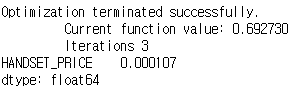 Optimization terminated successfully.
Current function value: 0.692730
Iterations 3
HANDSET_PRICE    0.000107
dtype: float64